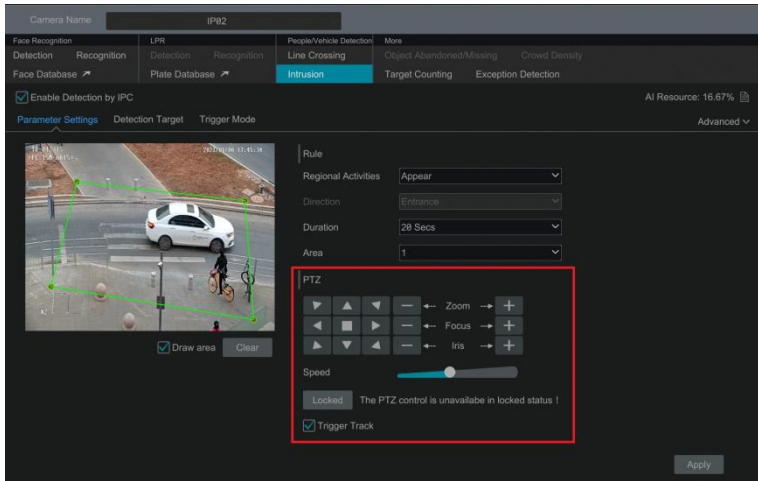 Camera Name IP02
Face Recognition LPR People/Vehicle Detection More
Detection Recognition Detection Recognition Line Crossing Object Abandoned/Missing Crowd Density
Face Database Plate Database Intrusion Target Counting Exception Detection
Enable Detection by IPC AI Resource: 16.67%
Parameter Settings Detection Target Trigger Mode Advanced
Rule
Regional Activities Appear
Direction Entrance
Duration 20 Secs
Area 1
PTZ
Zoom
Focus
Iris
Draw area Clear
Speed
Locked The PTZ control is unavailabe in locked status !
Trigger Track
Apply